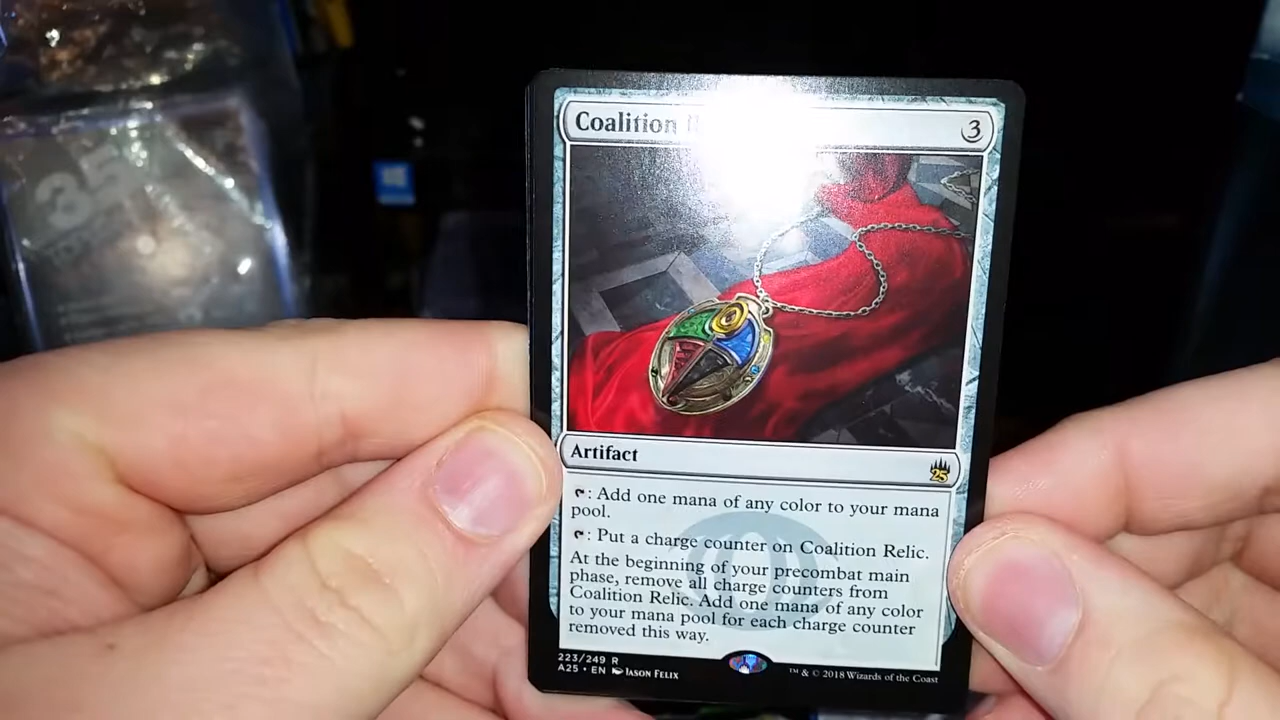 Coalition
3
Artifact
25
: Add one mana of any color to your mana
pool.
: Put a charge counter on Coalition Relic.
At the beginning of your precombat main
phase, remove all charge counters from
Coalition Relic. Add one mana of any color
to your mana pool for each charge counter
removed this way.
223/249 R
A25 • EN JASON FELIX
™ & © 2018 Wizards of the Coast
35